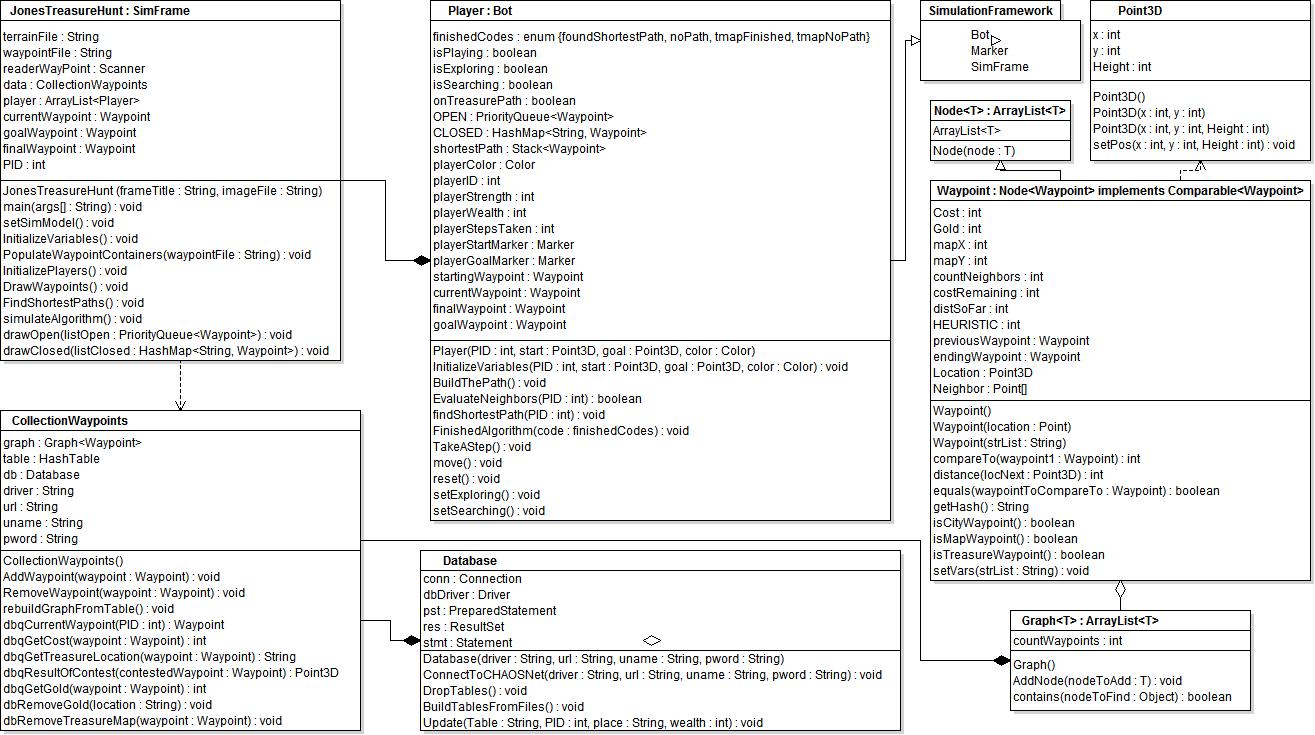 JonesTreasureHunt : SimFrame
terrainFile : String
waypointFile : String
readerWayPoint : Scanner
data : CollectionWaypoints
player : ArrayList<Player>
currentWaypoint : Waypoint
goalWaypoint : Waypoint
finalWaypoint : Waypoint
PID : int
JonesTreasureHunt (frameTitle : String, imageFile : String)
main(args[] : String) : void
setSimModel() : void
InitializeVariables() : void
PopulateWaypointContainers(waypointFile : String) : void
InitializePlayers() : void
DrawWaypoints() : void
FindShortestPaths() : void
simulateAlgorithm() : void
drawOpen(listOpen : PriorityQueue<Waypoint>) : void
drawClosed(listClosed : HashMap<String, Waypoint>) : void
Player : Bot
finishedCodes : enum {foundShortestPath, noPath, tmapFinished, tmapNoPath}
isPlaying : boolean
isExploring : boolean
isSearching : boolean
onTreasurePath : boolean
OPEN : PriorityQueue<Waypoint>
CLOSED : HashMap<String, Waypoint>
shortestPath : Stack<Waypoint>
playerColor : Color
playerID : int
playerStrength : int
playerWealth : int
playerStepsTaken : int
playerStartMarker : Marker
playerGoalMarker : Marker
startingWaypoint : Waypoint
currentWaypoint : Waypoint
finalWaypoint : Waypoint
goalWaypoint : Waypoint
Player(PID : int, start : Point3D, goal : Point3D, color : Color)
InitializeVariables(PID : int, start : Point3D, goal : Point3D, color : Color) : void
BuildThePath() : void
EvaluateNeighbors(PID : int) : boolean
findShortestPath(PID : int) : void
FinishedAlgorithm(code : finishedCodes) : void
TakeAStep() : void
move() : void
reset() : void
setExploring() : void
setSearching() : void
SimulationFramework
Bot
Marker
SimFrame
Point3D
x : int
y : int
Height : int
Point3D()
Point3D(x : int, y : int)
Point3D(x : int, y : int, Height : int)
setPos(x : int, y : int, Height : int) : void
Node<T> : ArrayList<T>
ArrayList<T>
Node(node : T)
Waypoint : Node<Waypoint> implements Comparable<Waypoint>
Cost : int
Gold : int
mapX : int
mapY : int
countNeighbors : int
costRemaining : int
distSoFar : int
HEURISTIC : int
previousWaypoint : Waypoint
endingWaypoint : Waypoint
Location : Point3D
Neighbor : Point[]
Waypoint()
Waypoint(location : Point)
Waypoint(strList : String)
compareTo(waypoint1 : Waypoint) : int
distance(locNext : Point3D) : int
equals(waypointToCompareTo : Waypoint) : boolean
getHash() : String
isCityWaypoint() : boolean
isMapWaypoint() : boolean
isTreasureWaypoint() : boolean
setVars(strList : String) : void
CollectionWaypoints
graph : Graph<Waypoint>
table : HashTable
db : Database
driver : String
url : String
uname : String
pword : String
CollectionWaypoints()
AddWaypoint(waypoint : Waypoint) : void
RemoveWaypoint(waypoint : Waypoint) : void
rebuildGraphFromTable() : void
dbqCurrentWaypoint(PID : int) : Waypoint
dbqGetCost(waypoint : Waypoint) : int
dbqGetTreasureLocation(waypoint : Waypoint) : String
dbqResultOfContest(contestedWaypoint : Waypoint) : Point3D
dbqGetGold(waypoint : Waypoint) : int
dbRemoveGold(location : String) : void
dbRemoveTreasureMap(waypoint : Waypoint) : void
Database
conn : Connection
dbDriver : Driver
pst : PreparedStatement
res : ResultSet
stmt : Statement
Database(driver : String, url : String, uname : String, pword : String)
ConnectToCHAOSNet(driver : String, url : String, uname : String, pword : String) : void
DropTables() : void
BuildTablesFromFiles() : void
Update(Table : String, PID : int, place : String, wealth : int) : void
Graph<T> : ArrayList<T>
countWaypoints : int
Graph()
AddNode(nodeToAdd : T) : void
contains(nodeToFind : Object) : boolean